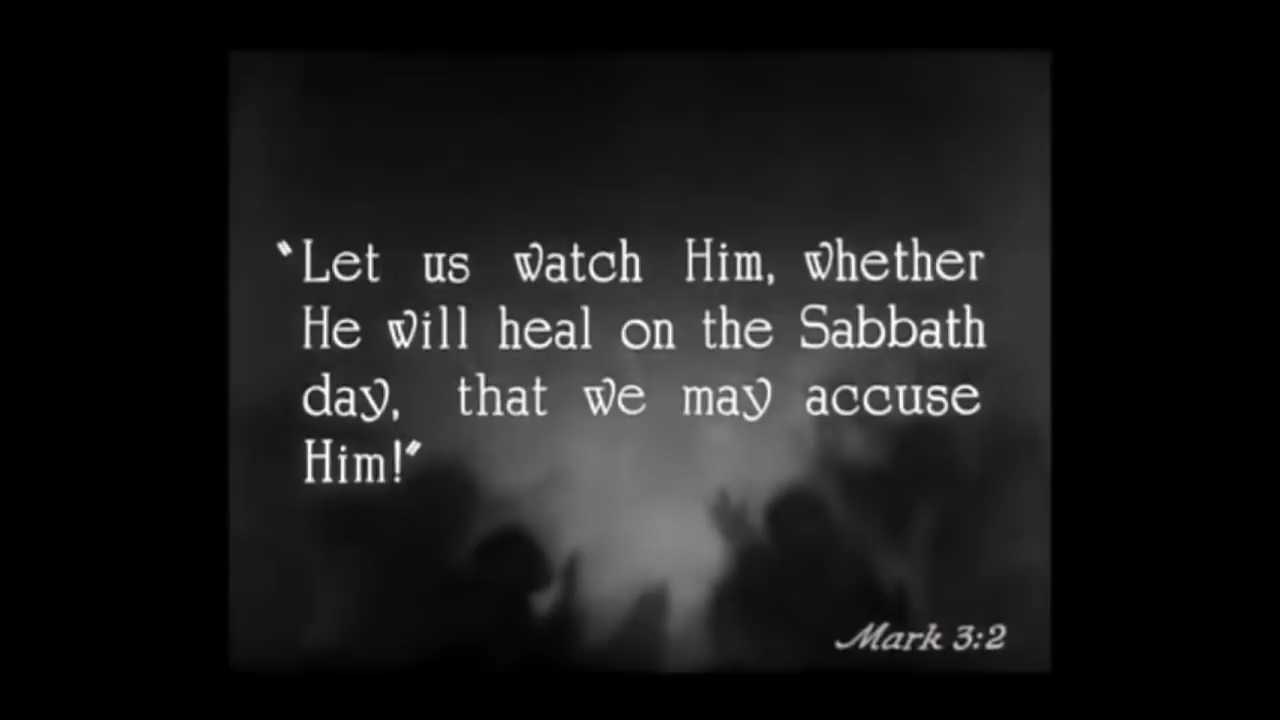 "Let us watch Him, whether
He will heal on the Sabbath
day, that we may accuse
Him!"
Mark 3:2